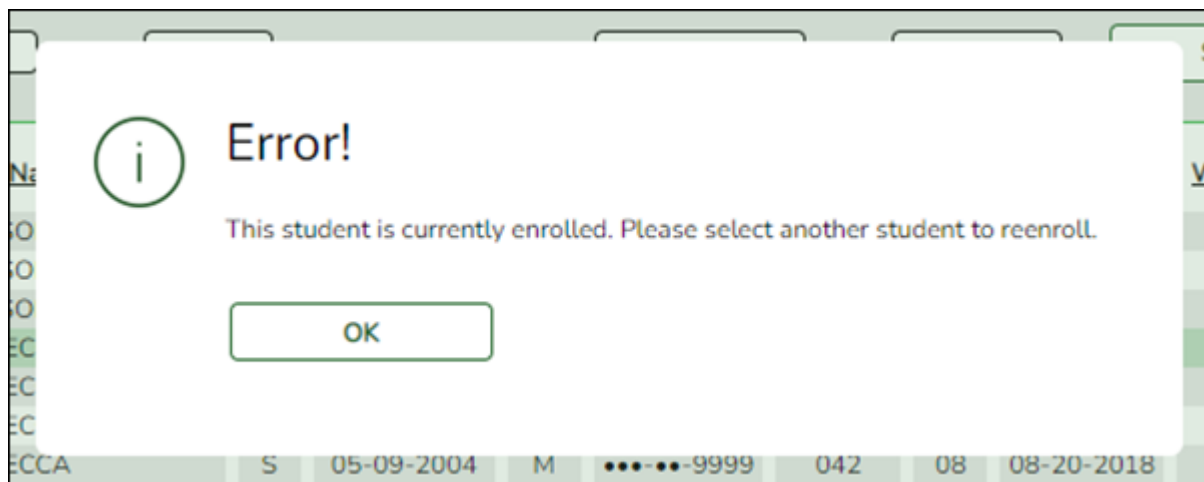 Error!
i
This student is currently enrolled. Please select another student to reenroll.
OK
ECCA S 05-09-2004 M •••-••-9999 042 08 08-20-2018